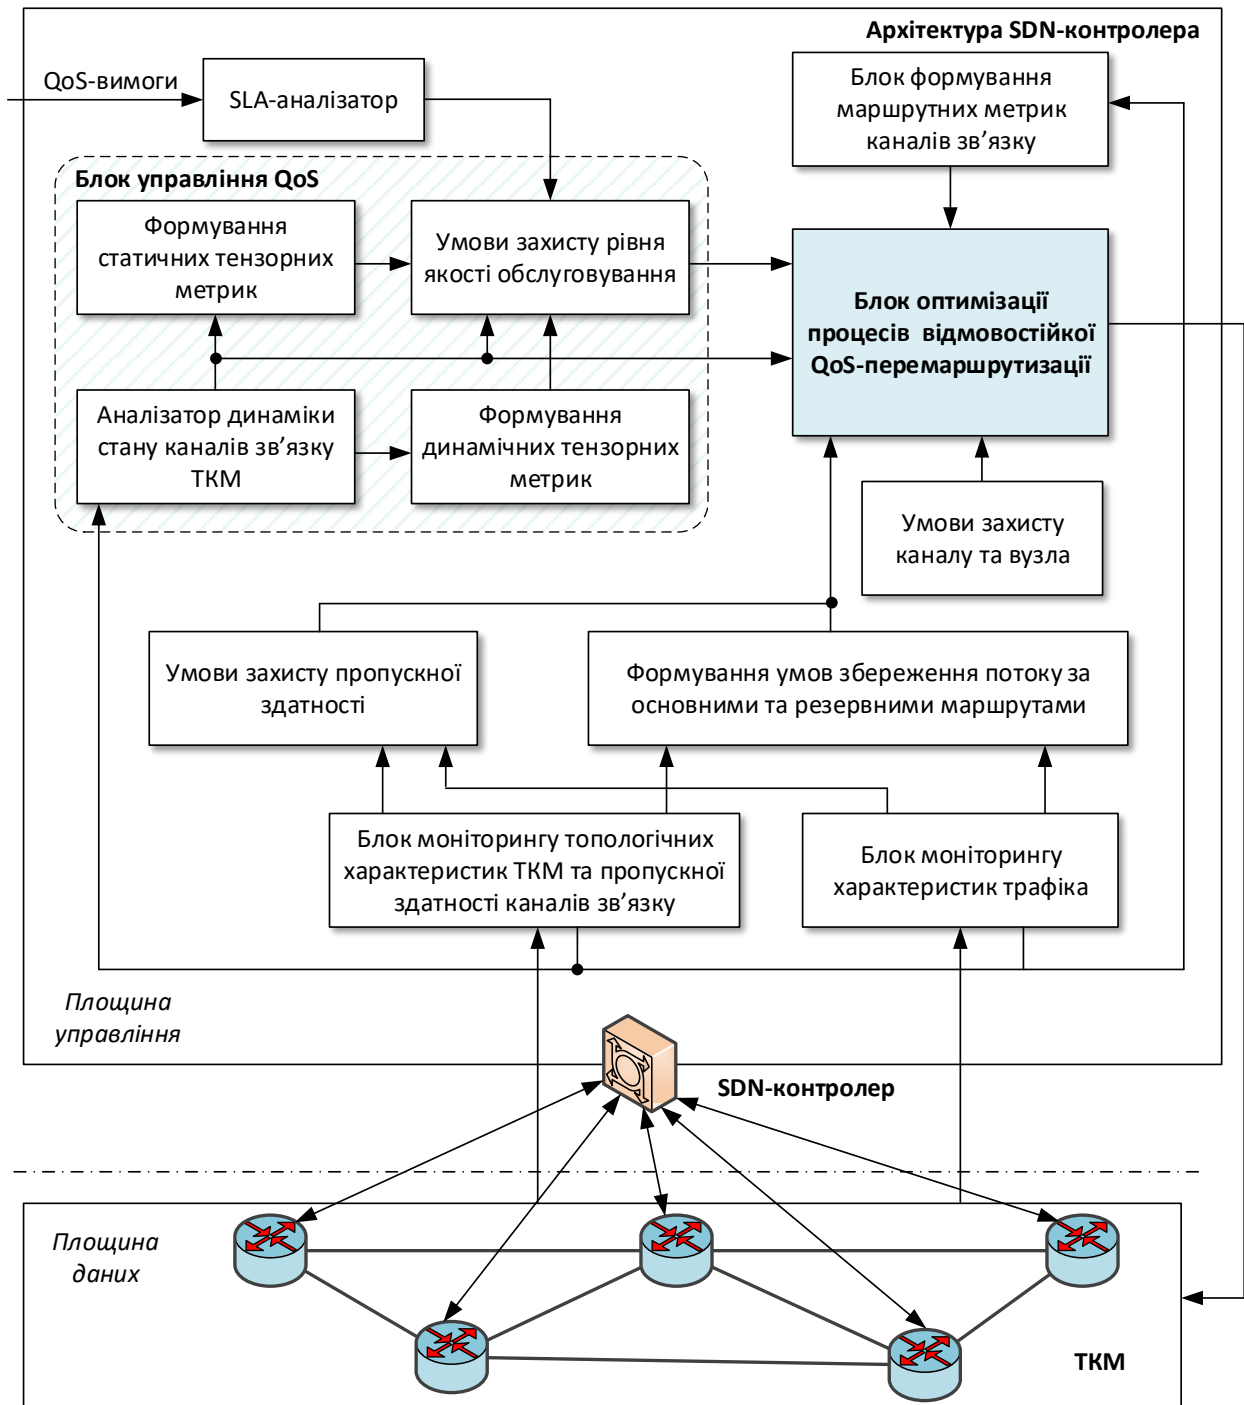 Архітектура SDN-контролера
QoS-вимоги
SLA-аналізатор
Блок формування
маршрутних метрик
каналів зв’язку
Блок управління QoS
Формування
статичних тензорних
метрик
Умови захисту рівня
якості обслуговування
Блок оптимізації
процесів відмовостійкої
QoS-перемаршрутизації
Аналізатор динаміки
стану каналів зв’язку
ТКМ
Формування
динамічних тензорних
метрик
Умови захисту
каналу та вузла
Умови захисту пропускної
здатності
Формування умов збереження потоку за
основними та резервними маршрутами
Блок моніторингу топологічних
характеристик ТКМ та пропускної
здатності каналів зв’язку
Блок моніторингу
характеристик трафіка
Площина
управління
SDN-контролер
Площина
даних
ТКМ